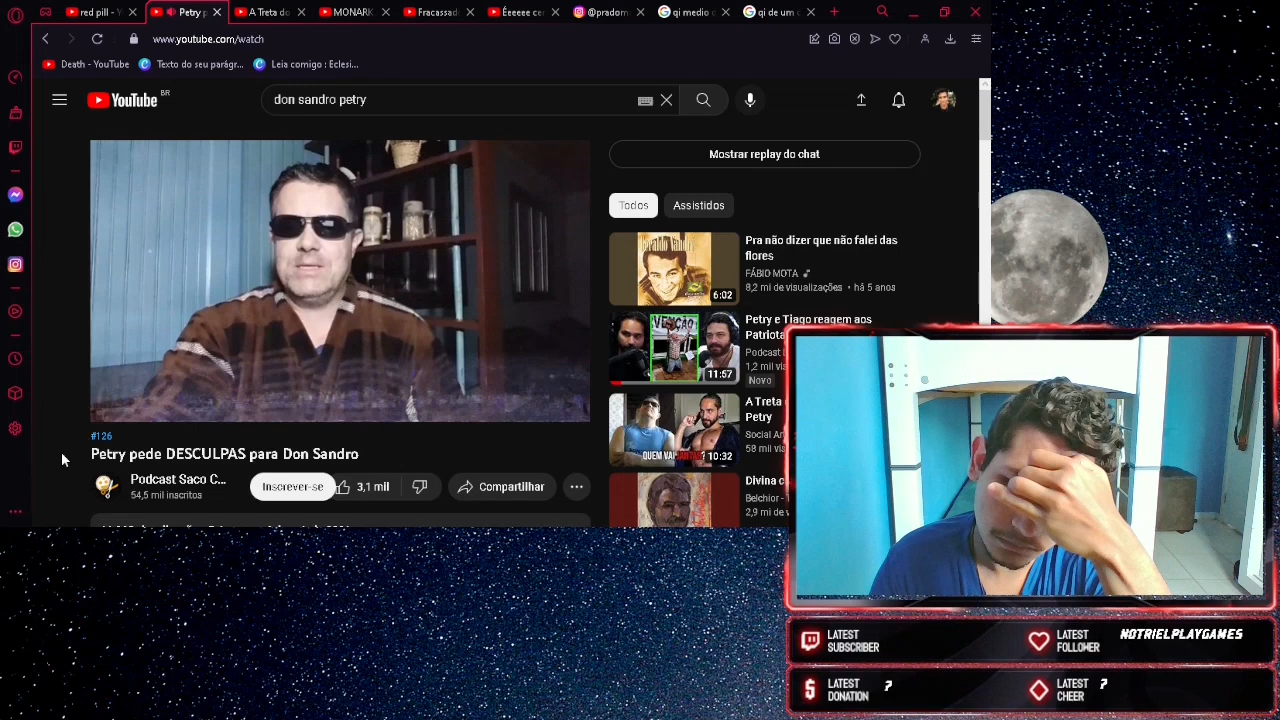 red pill - Y
Petry p
A Treta do
MONARK
Fracassad
Éeeeee cer
@pradom
qi medio d
qi de um c
www.youtube.com/watch
Death - YouTube
Texto do seu parágr...
Leia comigo : Eclesi...
YouTube BR
don sandro petry
Mostrar replay do chat
Todos
Assistidos
Pra não dizer que não falei das
flores
FÁBIO MOTA
8,2 mi de visualizações • há 5 anos
6:02
Petry e Tiago reagem aos
Patriota
Podcast
1,2 mil vi
Novo
11:57
A Treta
Petry
Social Ar
58 mil vi
QUEM VAI JANTAR?
10:32
Divina c
Belchior -
2,9 mi d
#126
Petry pede DESCULPAS para Don Sandro
Podcast Saco C...
54,5 mil inscritos
Inscrever-se
3,1 mil
Compartilhar
LATEST
SUBSCRIBER
LATEST
FOLLOWER
NOTRIELPLAYGAMES
LATEST
DONATION
?
LATEST
CHEER
?